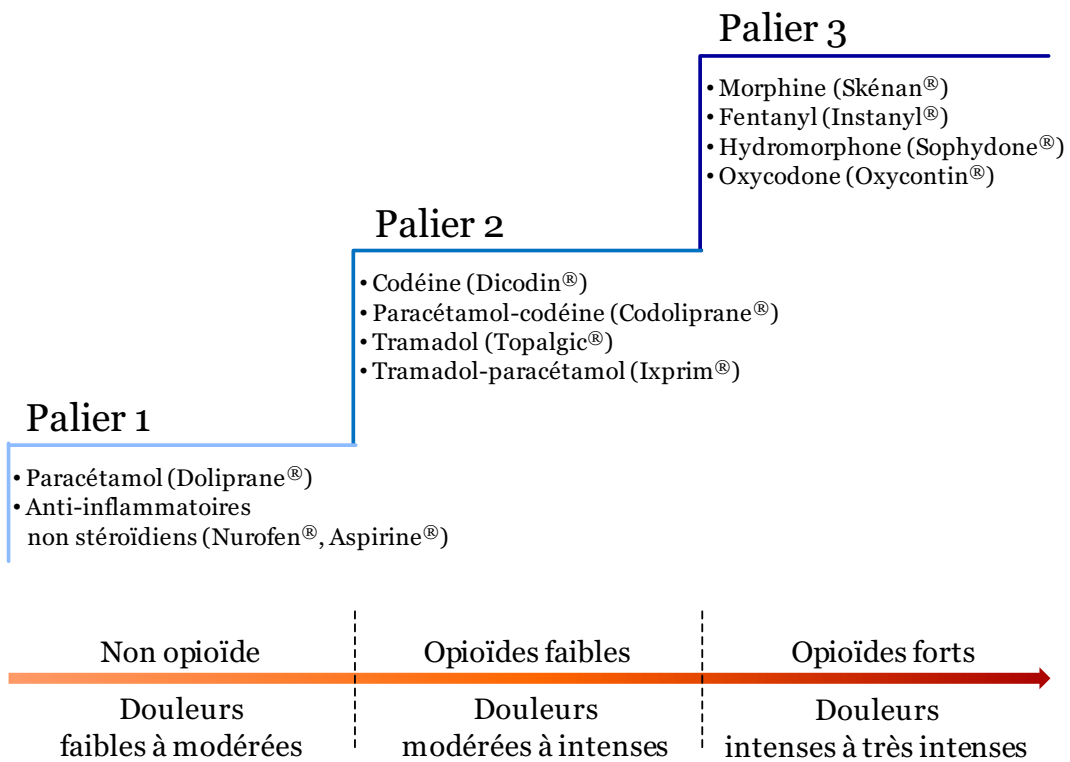 Palier 3
• Morphine (Skénan®)
• Fentanyl (Instanyl®)
• Hydromorphone (Sophydone®)
• Oxycodone (Oxycontin®)
Palier 2
• Codéine (Dicodin®)
• Paracétamol-codéine (Codoliprane®)
• Tramadol (Topalgic®)
• Tramadol-paracétamol (Ixprim®)
Palier 1
• Paracétamol (Doliprane®)
• Anti-inflammatoires
non stéroïdiens (Nurofen®, Aspirine®)
Non opioïde
Opioïdes faibles
Opioïdes forts
Douleurs
faibles à modérées
Douleurs
modérées à intenses
Douleurs
intenses à très intenses